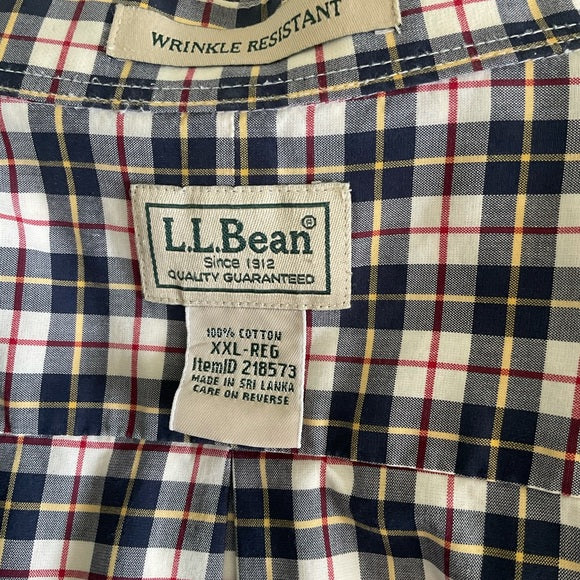 WRINKLE RESISTANT
L.L.Bean®
Since 1912
QUALITY GUARANTEED
100% COTTON
XXL-REG
ItemID 218573
MADE IN SRI LANKA
CARE ON REVERSE